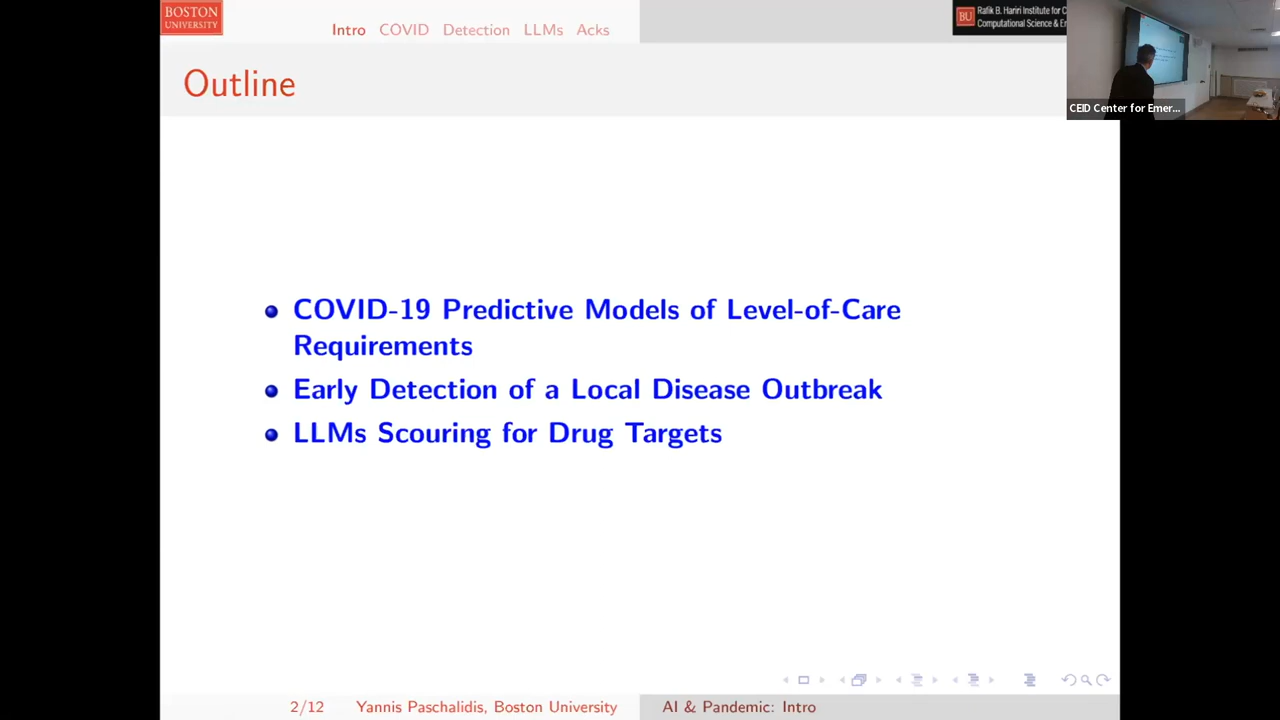 BOSTON
UNIVERSITY
Intro COVID Detection LLMs Acks
BU
Rafik B. Hariri Institute for
Computational Science &
CEID Center for Emer...
Outline
COVID-19 Predictive Models of Level-of-Care
Requirements
Early Detection of a Local Disease Outbreak
LLMs Scouring for Drug Targets
2/12 Yannis Paschalidis, Boston University AI & Pandemic: Intro